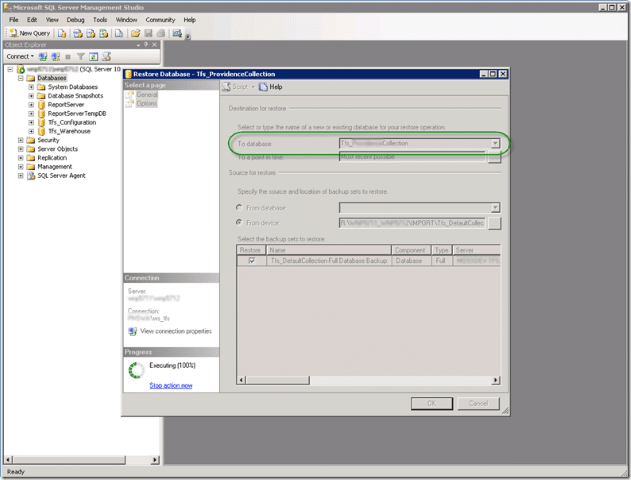 Microsoft SQL Server Management Studio
File Edit View Debug Tools Test Window Community Help
New Query
Object Explorer
Connect
(SQL Server 10
Databases
System Databases
Database Snapshots
ReportServer
ReportServerTempDB
Tfs_Configuration
Tfs_Warehouse
Security
Server Objects
Replication
Management
SQL Server Agent
Restore Database - Tfs_ProvidenceCollection
Select a page
General
Options
Script
Help
Destination for restore
Select or type the name of a new or existing database for your restore operation.
To database: Tfs_ProvidenceCollection
To a point in time: Most recent possible
Source for restore
Specify the source and location of backup sets to restore.
From database:
From device: \IMPORT\Tfs_DefaultCollec
Select the backup sets to restore:
Restore Name Component Type Server
Tfs_DefaultCollection-Full Database Backup Database Full
Connection
Server:
Connection:
View connection properties
Progress
Executing (100%)
Stop action now
OK Cancel
Ready